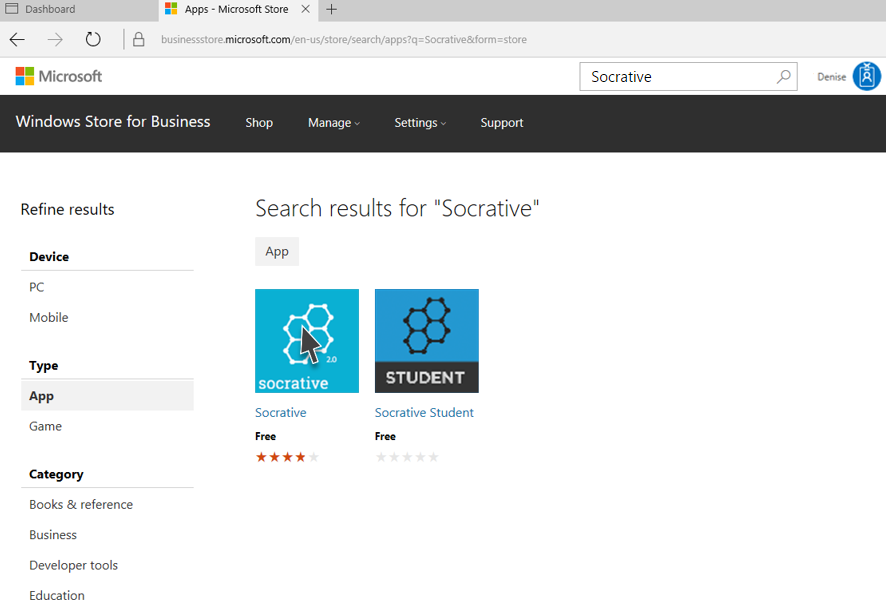 Dashboard
Apps - Microsoft Store
businessstore.microsoft.com/en-us/store/search/apps?q=Socrative&form=store
Microsoft
Socrative
Denise
Windows Store for Business
Shop
Manage
Settings
Support
Refine results
Device
PC
Mobile
Type
App
Game
Category
Books & reference
Business
Developer tools
Education
Search results for "Socrative"
App
2.0
socrative
Socrative
Free
STUDENT
Socrative Student
Free